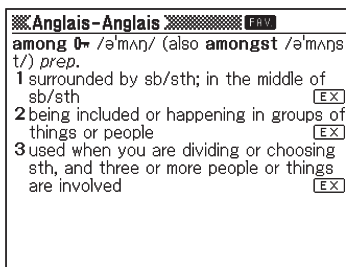 Anglais-Anglais FAV.
among /ə'mʌŋ/ (also amongst /ə'mʌŋs
t/) prep.
1 surrounded by sb/sth; in the middle of
sb/sth EX
2 being included or happening in groups of
things or people EX
3 used when you are dividing or choosing
sth, and three or more people or things
are involved EX